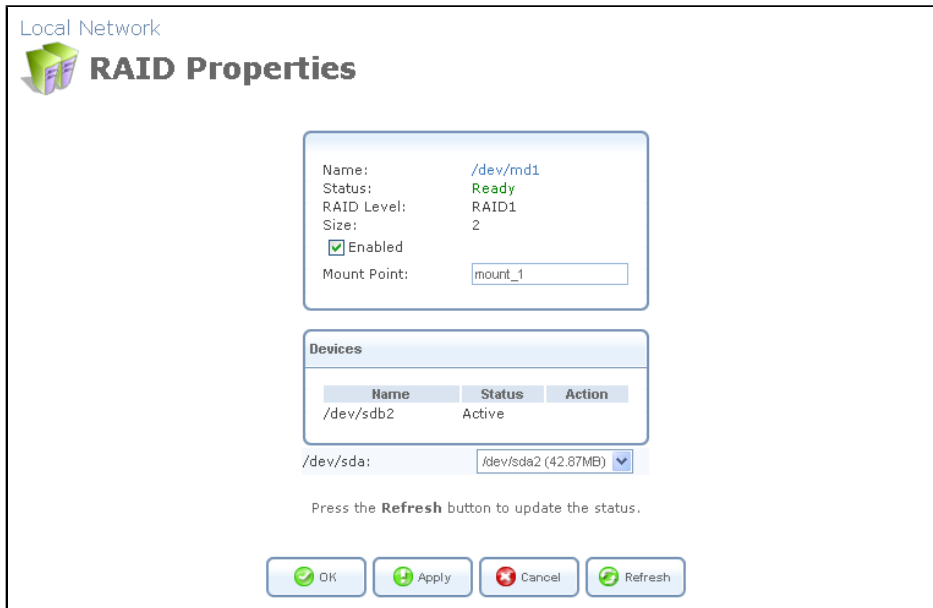 Local Network
RAID Properties
Name: /dev/md1
Status: Ready
RAID Level: RAID1
Size: 2
Enabled
Mount Point: mount_1
Devices
Name Status Action
/dev/sdb2 Active
/dev/sda: /dev/sda2 (42.87MB)
Press the Refresh button to update the status.
OK Apply Cancel Refresh